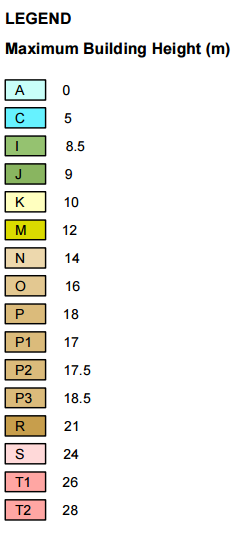 LEGEND
Maximum Building Height (m)
A 0
C 5
I 8.5
J 9
K 10
M 12
N 14
O 16
P 18
P1 17
P2 17.5
P3 18.5
R 21
S 24
T1 26
T2 28